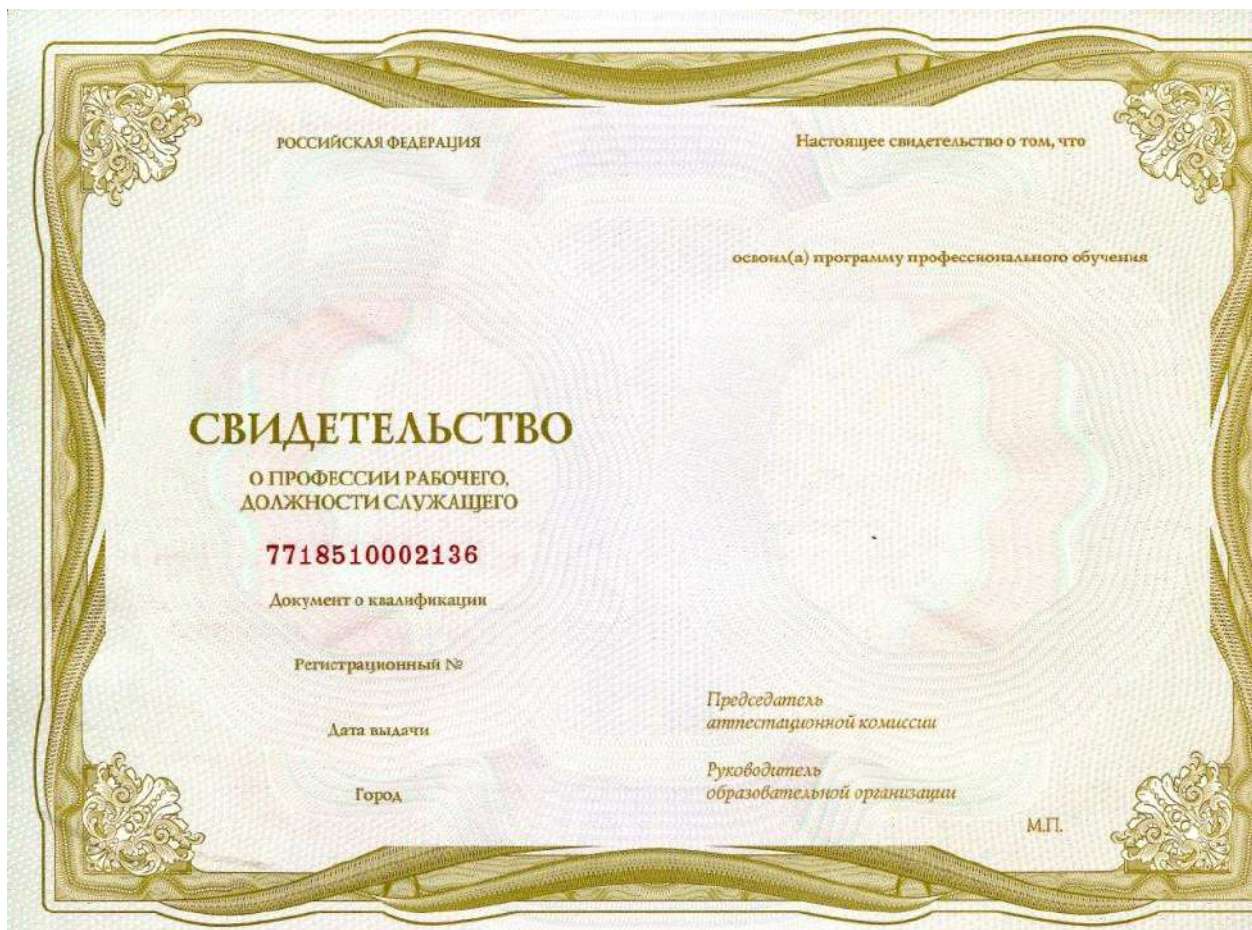 РОССИЙСКАЯ ФЕДЕРАЦИЯ
СВИДЕТЕЛЬСТВО
О ПРОФЕССИИ РАБОЧЕГО,
ДОЛЖНОСТИ СЛУЖАЩЕГО
7718510002136
Документ о квалификации
Регистрационный №
Дата выдачи
Город
Настоящее свидетельство о том, что
освоил(а) программу профессионального обучения
Председатель
аттестационной комиссии
Руководитель
образовательной организации
М.П.